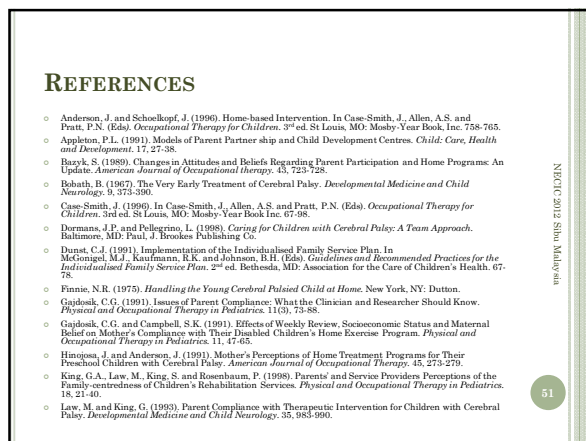 REFERENCES
Anderson, J. and Schoelkopf, J. (1996). Home-based Intervention. In Case-Smith, J., Allen, A.S. and
Pratt, P.N. (Eds). Occupational Therapy for Children. 3rd ed. St Louis, MO: Mosby-Year Book, Inc. 758-765.
Appleton, P.L. (1991). Models of Parent Partner ship and Child Development Centres. Child: Care, Health
and Development. 17, 27-38.
Bazyk, S. (1989). Changes in Attitudes and Beliefs Regarding Parent Participation and Home Programs: An
Update. American Journal of Occupational therapy. 43, 723-728.
Bobath, B. (1967). The Very Early Treatment of Cerebral Palsy. Developmental Medicine and Child
Neurology. 9, 373-390.
Case-Smith, J. (1996). In Case-Smith, J., Allen, A.S. and Pratt, P.N. (Eds). Occupational Therapy for
Children. 3rd ed. St Louis, MO: Mosby-Year Book Inc. 67-98.
Dormans, J.P. and Pellegrino, L. (1998). Caring for Children with Cerebral Palsy: A Team Approach.
Baltimore, MD: Paul, J. Brookes Publishing Co.
Dunst, C.J. (1991). Implementation of the Individualised Family Service Plan. In
McGonigel, M.J., Kaufmann, R.K. and Johnson, B.H. (Eds). Guidelines and Recommended Practices for the
Individualised Family Service Plan. 2nd ed. Bethesda, MD: Association for the Care of Children's Health. 67-
78.
Finnie, N.R. (1975). Handling the Young Cerebral Palsied Child at Home. New York, NY: Dutton.
Gajdosik, C.G. (1991). Issues of Parent Compliance: What the Clinician and Researcher Should Know.
Physical and Occupational Therapy in Pediatrics. 11(3), 73-88.
Gajdosik, C.G. and Campbell, S.K. (1991). Effects of Weekly Review, Socioeconomic Status and Maternal
Belief on Mother's Compliance with Their Disabled Children's Home Exercise Program. Physical and
Occupational Therapy in Pediatrics. 11, 47-65.
Hinojosa, J. and Anderson, J. (1991). Mother's Perceptions of Home Treatment Programs for Their
Preschool Children with Cerebral Palsy. American Journal of Occupational Therapy. 45, 273-279.
King, G.A., Law, M., King, S. and Rosenbaum, P. (1998). Parents' and Service Providers Perceptions of the
Family-centredness of Children's Rehabilitation Services. Physical and Occupational Therapy in Pediatrics.
18, 21-40.
Law, M. and King, G. (1993). Parent Compliance with Therapeutic Intervention for Children with Cerebral
Palsy. Developmental Medicine and Child Neurology. 35, 983-990.
NECIC 2012 Sibu Malaysia
51